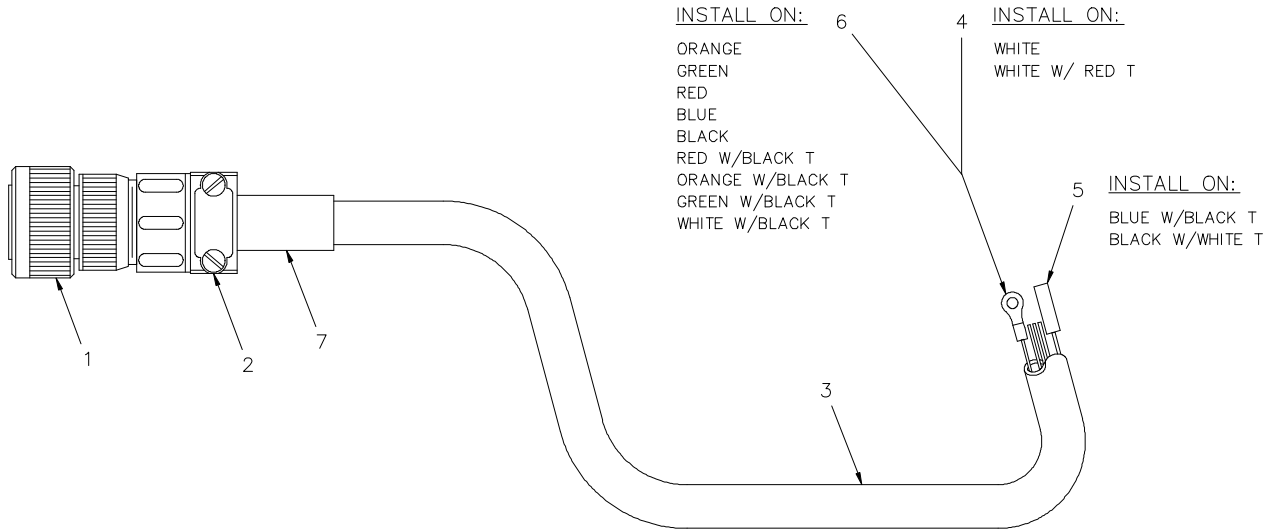 INSTALL ON:
ORANGE
GREEN
RED
BLUE
BLACK
RED W/BLACK T
ORANGE W/BLACK T
GREEN W/BLACK T
WHITE W/BLACK T
6
4
INSTALL ON:
WHITE
WHITE W/ RED T
5
INSTALL ON:
BLUE W/BLACK T
BLACK W/WHITE T
1
2
7
3